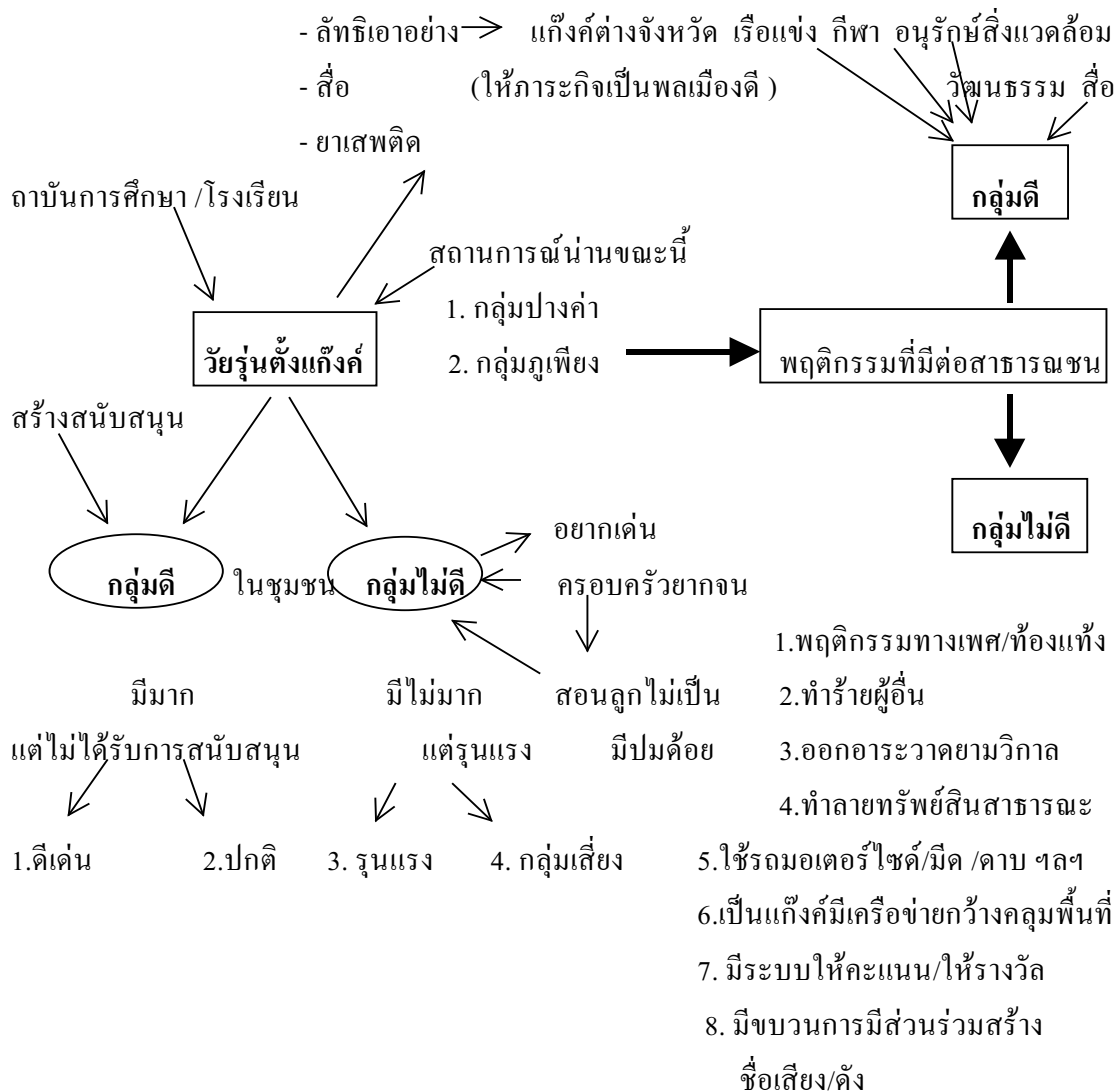 - ลัทธิเอาอย่าง แก๊งค์ต่างจังหวัด เรือแข่ง กีฬา อนุรักษ์สิ่งแวดล้อม
- สื่อ (ให้ภาระกิจเป็นพลเมืองดี ) วัฒนธรรม สื่อ
- ยาเสพติด
กลุ่มดี
ถาบันการศึกษา /โรงเรียน
สถานการณ์น่านขณะนี้
1. กลุ่มปางค่า
วัยรุ่นตั้งแก๊งค์ 2. กลุ่มภูเพียง พฤติกรรมที่มีต่อสาธารณชน
สร้างสนับสนุน
กลุ่มไม่ดี
อยากเด่น
กลุ่มดี ในชุมชน กลุ่มไม่ดี ครอบครัวยากจน
1.พฤติกรรมทางเพศ/ท้องแท้ง
มีมาก มีไม่มาก สอนลูกไม่เป็น 2.ทำร้ายผู้อื่น
แต่ไม่ได้รับการสนับสนุน แต่รุนแรง มีปมด้อย 3.ออกอาระวาดยามวิกาล
4.ทำลายทรัพย์สินสาธารณะ
1.ดีเด่น 2.ปกติ 3. รุนแรง 4. กลุ่มเสี่ยง 5.ใช้รถมอเตอร์ไซด์/มีด /ดาบ ฯลฯ
6.เป็นแก๊งค์มีเครือข่ายกว้างคลุมพื้นที่
7. มีระบบให้คะแนน/ให้รางวัล
8. มีขบวนการมีส่วนร่วมสร้าง
ชื่อเสียง/ดัง